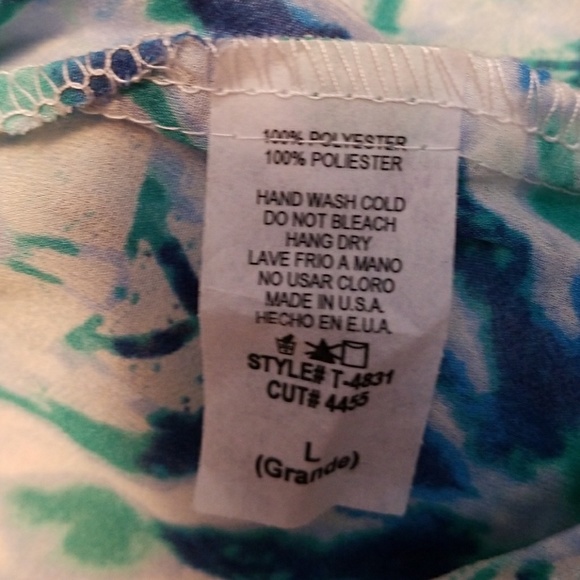 100% POLYESTER
100% POLIESTER
HAND WASH COLD
DO NOT BLEACH
HANG DRY
LAVE FRIO A MANO
NO USAR CLORO
MADE IN U.S.A.
HECHO EN E.U.A.
STYLE# T-4831
CUT# 4455
L
(Grande)